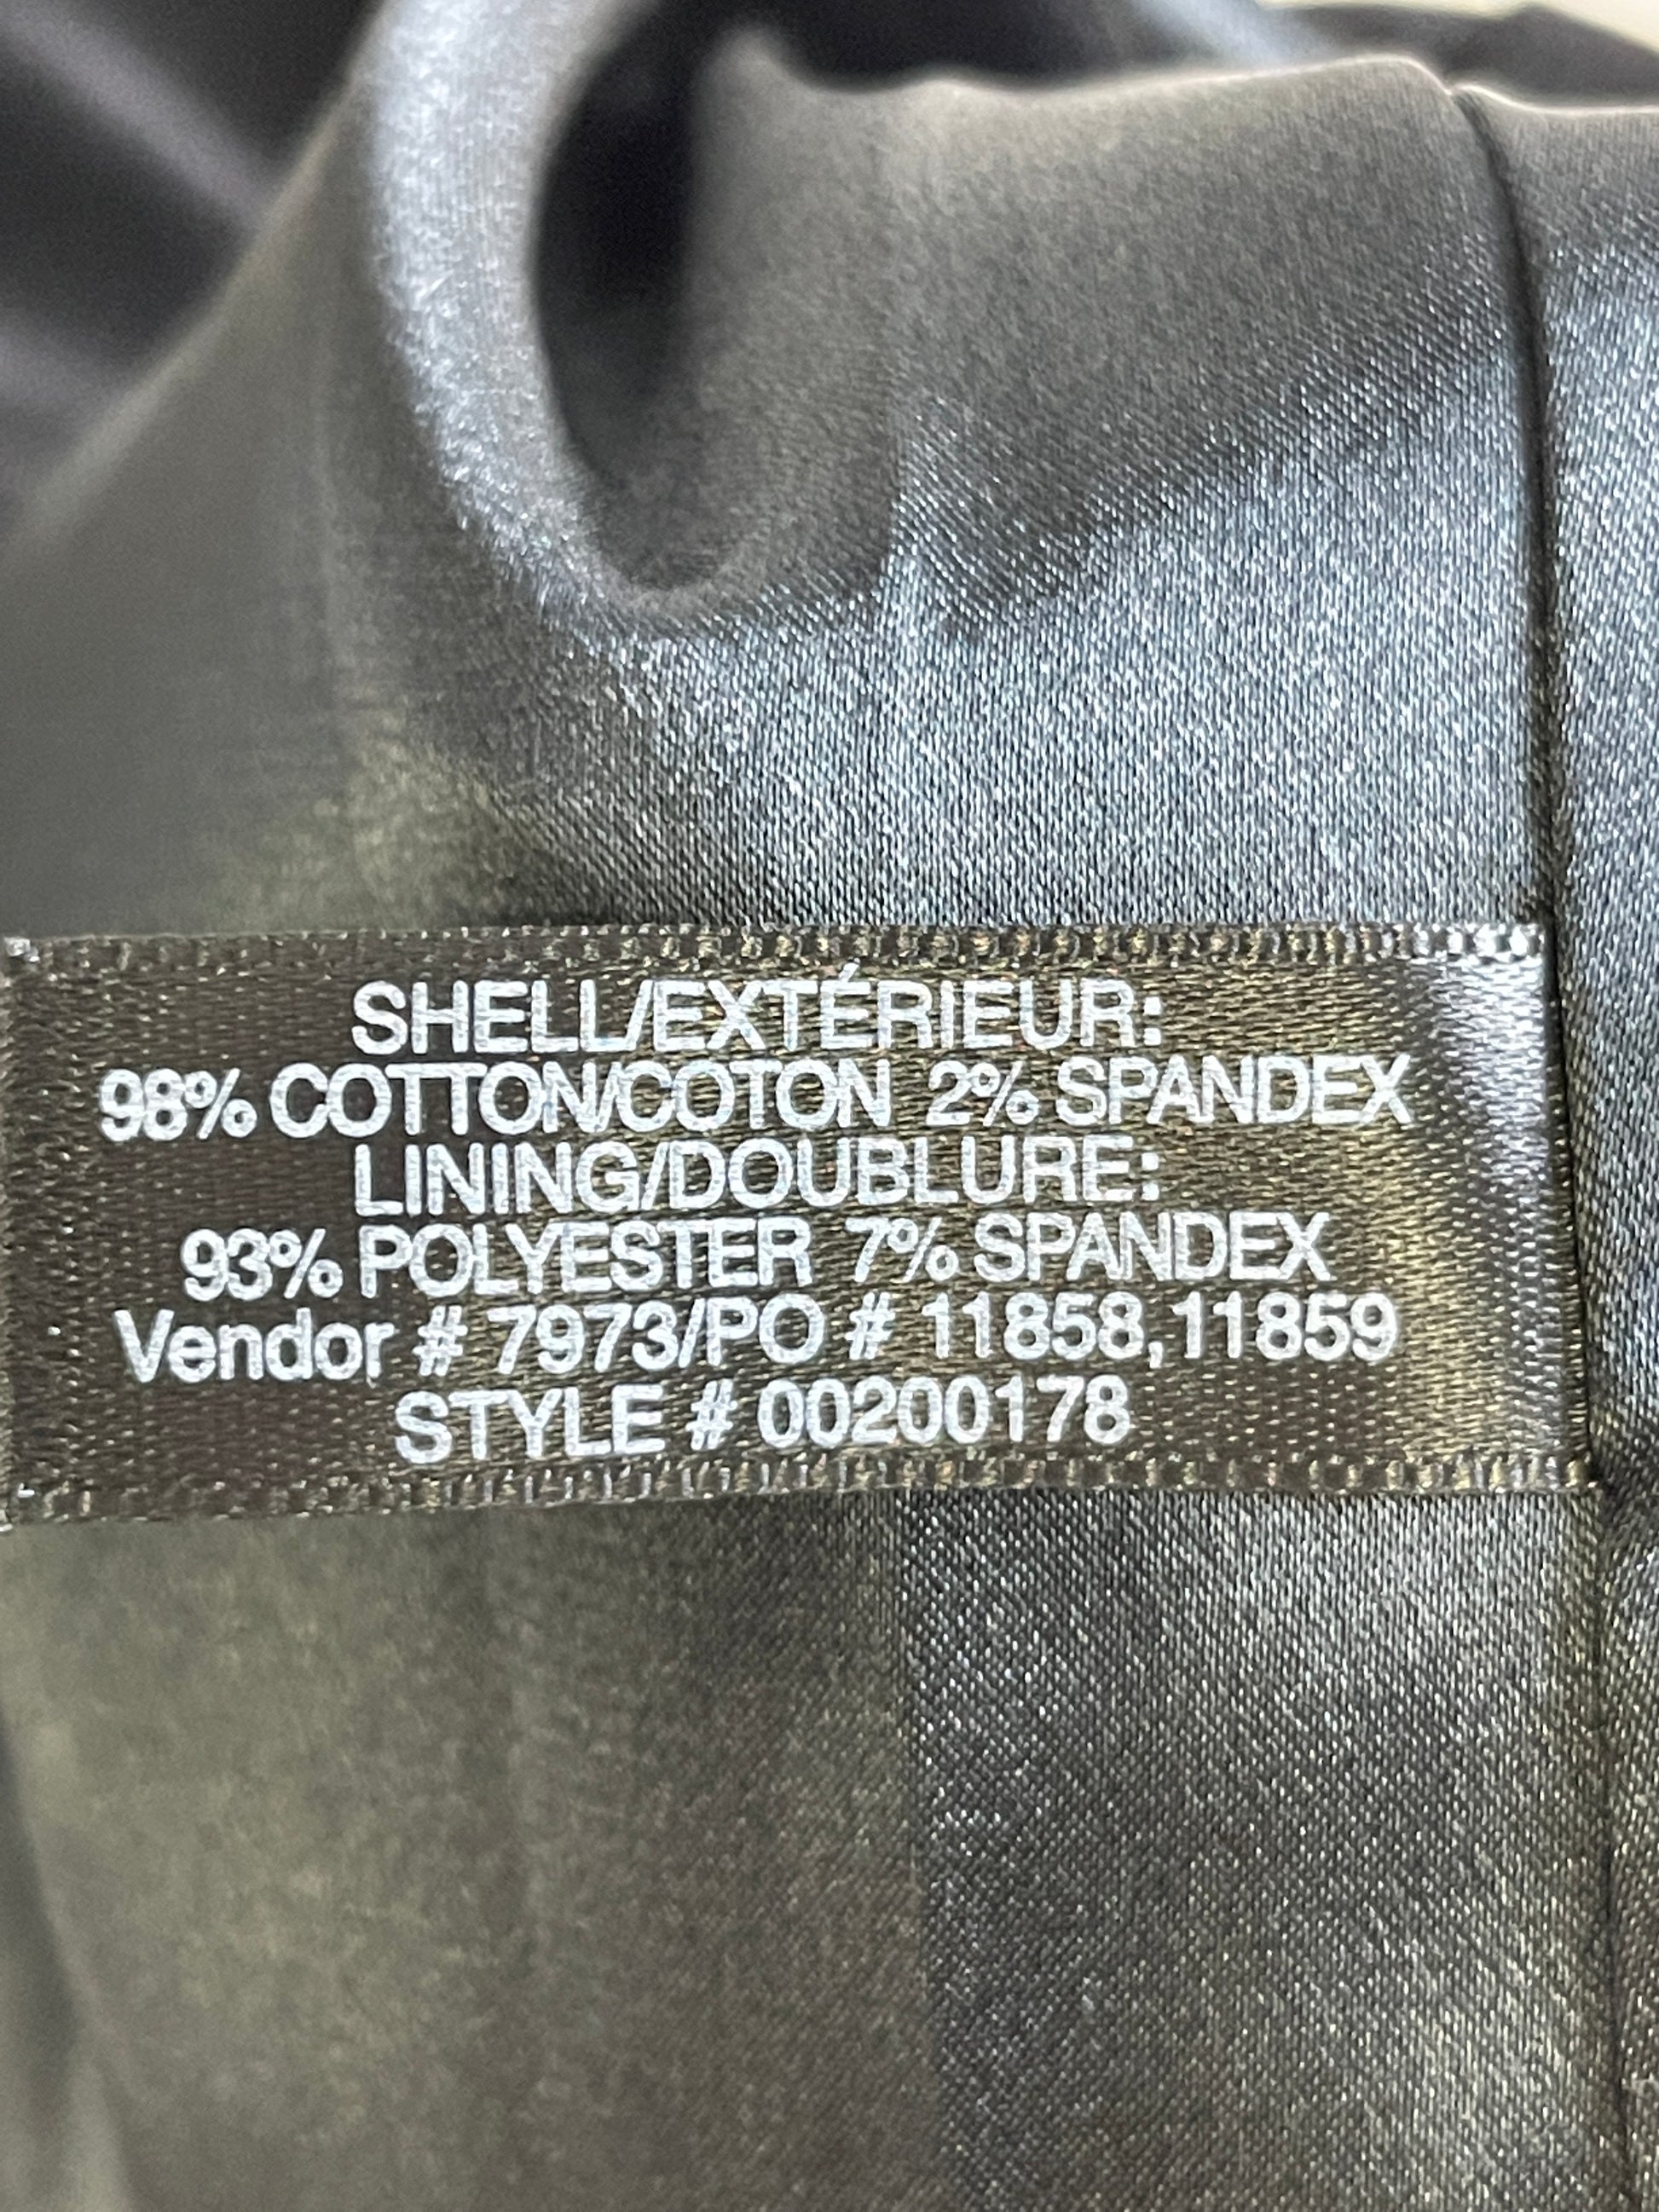 SHELL/EXTÉRIEUR:
98% COTTON/COTON 2% SPANDEX
LINING/DOUBLURE:
93% POLYESTER 7% SPANDEX
Vendor # 7973/PO # 11858,11859
STYLE # 00200178